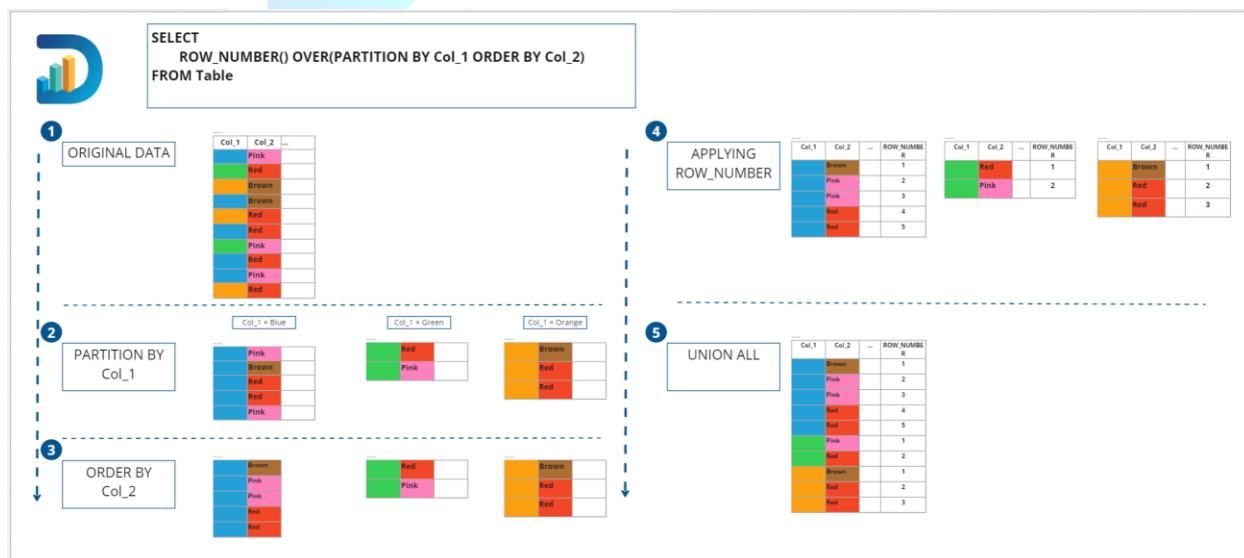 SELECT
ROW_NUMBER() OVER(PARTITION BY Col_1 ORDER BY Col_2)
FROM Table
1
ORIGINAL DATA
Col_1 Col_2 ...
Pink
Red
Brown
Brown
Red
Red
Pink
Red
Pink
Red
2
PARTITION BY
Col_1
Col_1 = Blue
Pink
Brown
Red
Red
Pink
Col_1 = Green
Red
Pink
Col_1 = Orange
Brown
Red
Red
3
ORDER BY
Col_2
Brown
Pink
Pink
Red
Red
Red
Pink
Brown
Red
Red
4
APPLYING
ROW_NUMBER
Col_1 Col_2 ... ROW_NUMBE
R
Brown 1
Pink 2
Pink 3
Red 4
Red 5
Col_1 Col_2 ... ROW_NUMBE
R
Red 1
Pink 2
Col_1 Col_2 ... ROW_NUMBE
R
Brown 1
Red 2
Red 3
5
UNION ALL
Col_1 Col_2 ... ROW_NUMBE
R
Brown 1
Pink 2
Pink 3
Red 4
Red 5
Pink 1
Red 2
Brown 1
Red 2
Red 3